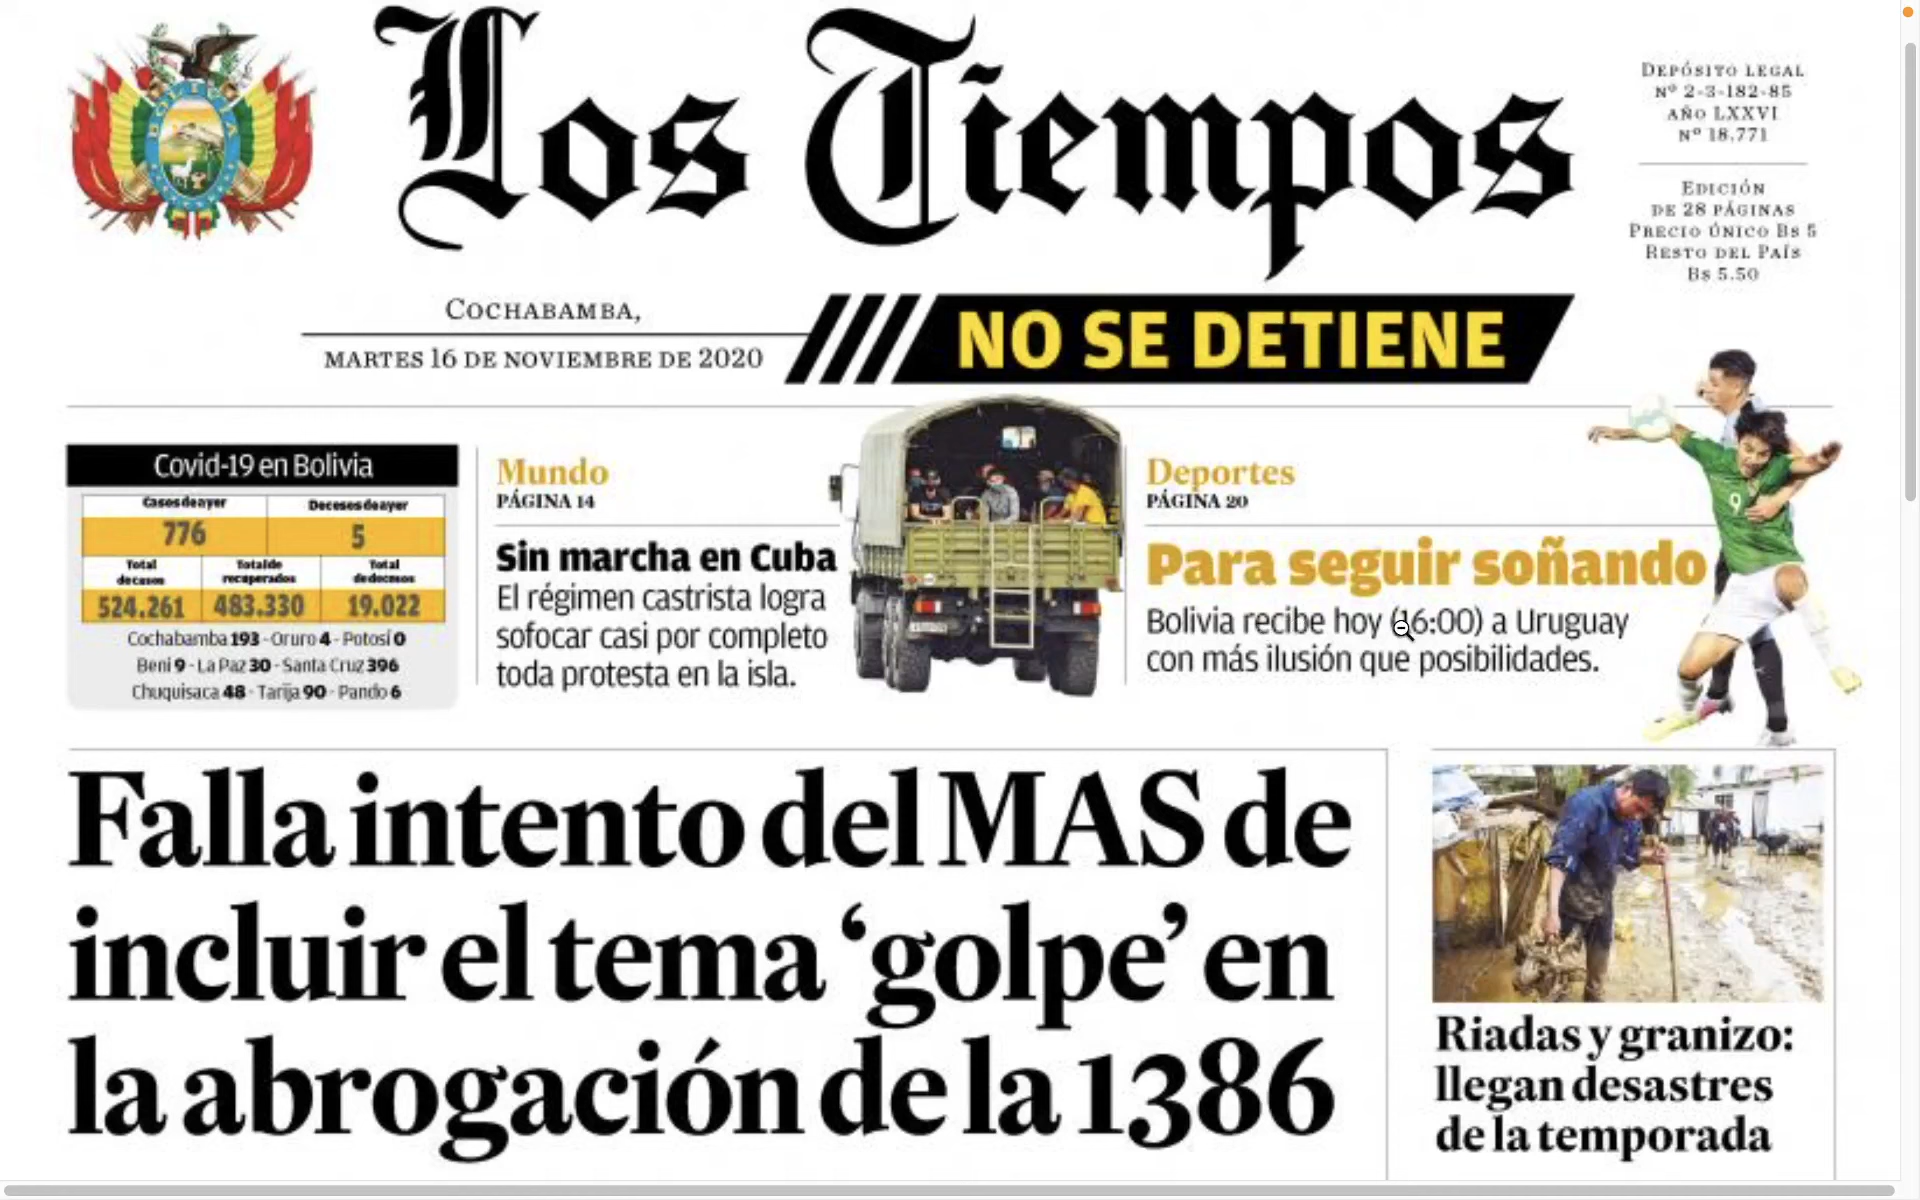 BOLIVIA
Los Tiempos
DEPÓSITO LEGAL
Nº 2-3-182-85
AÑO LXXVI
Nº 18.771
EDICIÓN
DE 28 PÁGINAS
PRECIO ÚNICO Bs 5
RESTO DEL PAÍS
Bs 5.50
COCHABAMBA,
MARTES 16 DE NOVIEMBRE DE 2020
NO SE DETIENE
Covid-19 en Bolivia
Casos de ayer
Decesos de ayer
776
5
Total de casos
Total de recuperados
Total de decesos
524.261
483.330
19.022
Cochabamba 193 - Oruro 4 - Potosí 0
Beni 9 - La Paz 30 - Santa Cruz 396
Chuquisaca 48 - Tarija 90 - Pando 6
Mundo
PÁGINA 14
Sin marcha en Cuba
El régimen castrista logra
sofocar casi por completo
toda protesta en la isla.
Deportes
PÁGINA 20
Para seguir soñando
Bolivia recibe hoy (16:00) a Uruguay
con más ilusión que posibilidades.
9
Falla intento del MAS de
incluir el tema ‘golpe’ en
la abrogación de la 1386
Riadas y granizo:
llegan desastres
de la temporada